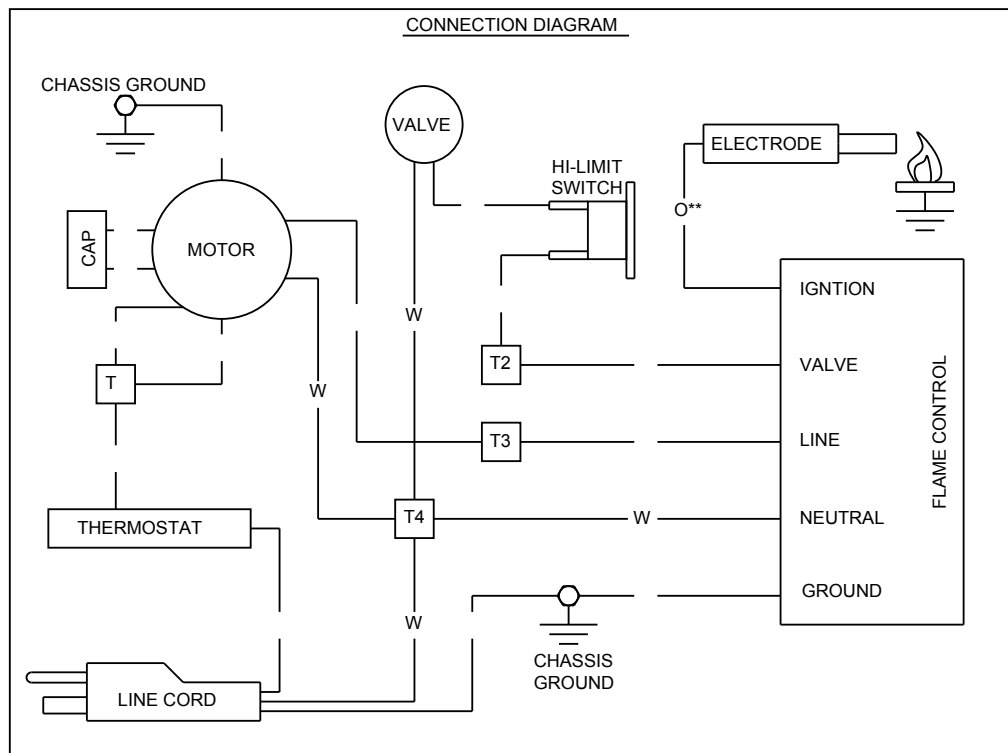 CONNECTION DIAGRAM
CHASSIS GROUND
VALVE
ELECTRODE
HI-LIMIT
SWITCH
O**
CAP
MOTOR
IGNTION
W
T2
VALVE
T
W
T3
LINE
FLAME CONTROL
T4
W
NEUTRAL
THERMOSTAT
GROUND
W
CHASSIS
GROUND
LINE CORD